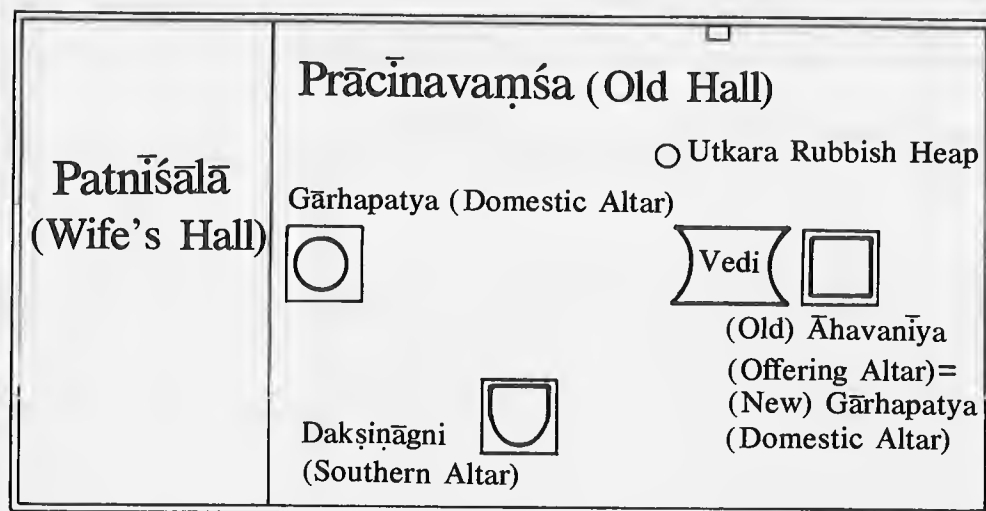 Patnīśālā
(Wife's Hall)
Prācīnavaṃśa (Old Hall)
Utkara Rubbish Heap
Gārhapatya (Domestic Altar)
Vedi
(Old) Āhavanīya
(Offering Altar)=
(New) Gārhapatya
(Domestic Altar)
Dakṣiṇāgni
(Southern Altar)